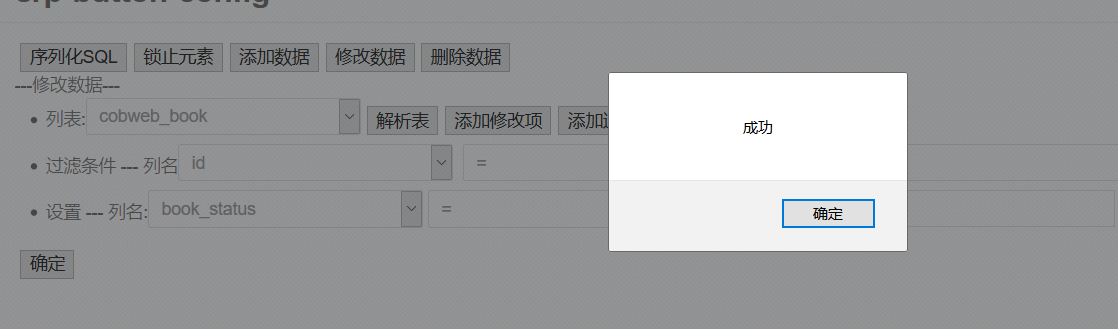 erp-button-config
序列化SQL 锁止元素 添加数据 修改数据 删除数据
---修改数据---
列表: cobweb_book 解析表 添加修改项
过滤条件 --- 列名 id =
设置 --- 列名: book_status =
确定
成功
确定